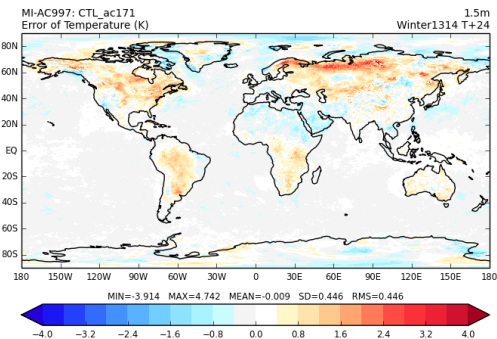 MI-AC997: CTL_ac171
1.5m
Error of Temperature (K)
Winter1314 T+24
80N
60N
40N
20N
EQ
20S
40S
60S
80S
180 150W 120W 90W 60W 30W 0 30E 60E 90E 120E 150E 180
MIN=-3.914 MAX=4.742 MEAN=-0.009 SD=0.446 RMS=0.446
−4.0 −3.2 −2.4 −1.6 −0.8 0.0 0.8 1.6 2.4 3.2 4.0